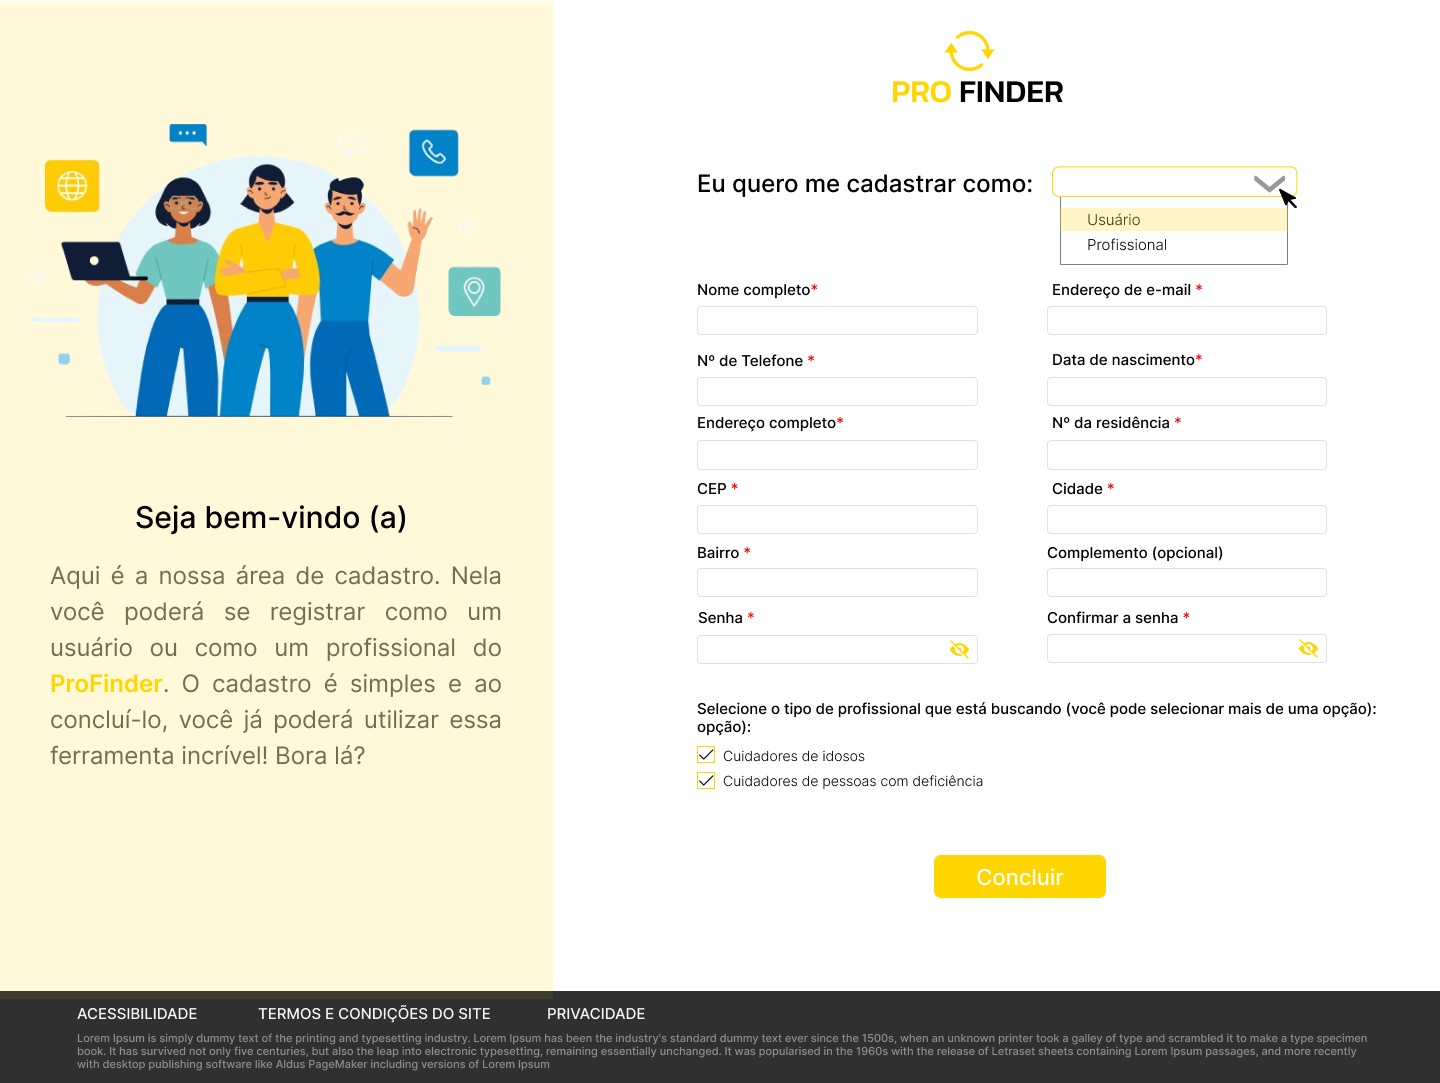 PRO FINDER
Eu quero me cadastrar como:
Usuário
Profissional
Nome completo*
Endereço de e-mail *
Nº de Telefone *
Data de nascimento*
Endereço completo*
Nº da residência *
CEP *
Cidade *
Bairro *
Complemento (opcional)
Senha *
Confirmar a senha *
Selecione o tipo de profissional que está buscando (você pode selecionar mais de uma opção):
opção):
Cuidadores de idosos
Cuidadores de pessoas com deficiência
Concluir
Seja bem-vindo (a)
Aqui é a nossa área de cadastro. Nela
você poderá se registrar como um
usuário ou como um profissional do
ProFinder. O cadastro é simples e ao
concluí-lo, você já poderá utilizar essa
ferramenta incrível! Bora lá?
ACESSIBILIDADE
TERMOS E CONDIÇÕES DO SITE
PRIVACIDADE
Lorem Ipsum is simply dummy text of the printing and typesetting industry. Lorem Ipsum has been the industry's standard dummy text ever since the 1500s, when an unknown printer took a galley of type and scrambled it to make a type specimen
book. It has survived not only five centuries, but also the leap into electronic typesetting, remaining essentially unchanged. It was popularised in the 1960s with the release of Letraset sheets containing Lorem Ipsum passages, and more recently
with desktop publishing software like Aldus PageMaker including versions of Lorem Ipsum